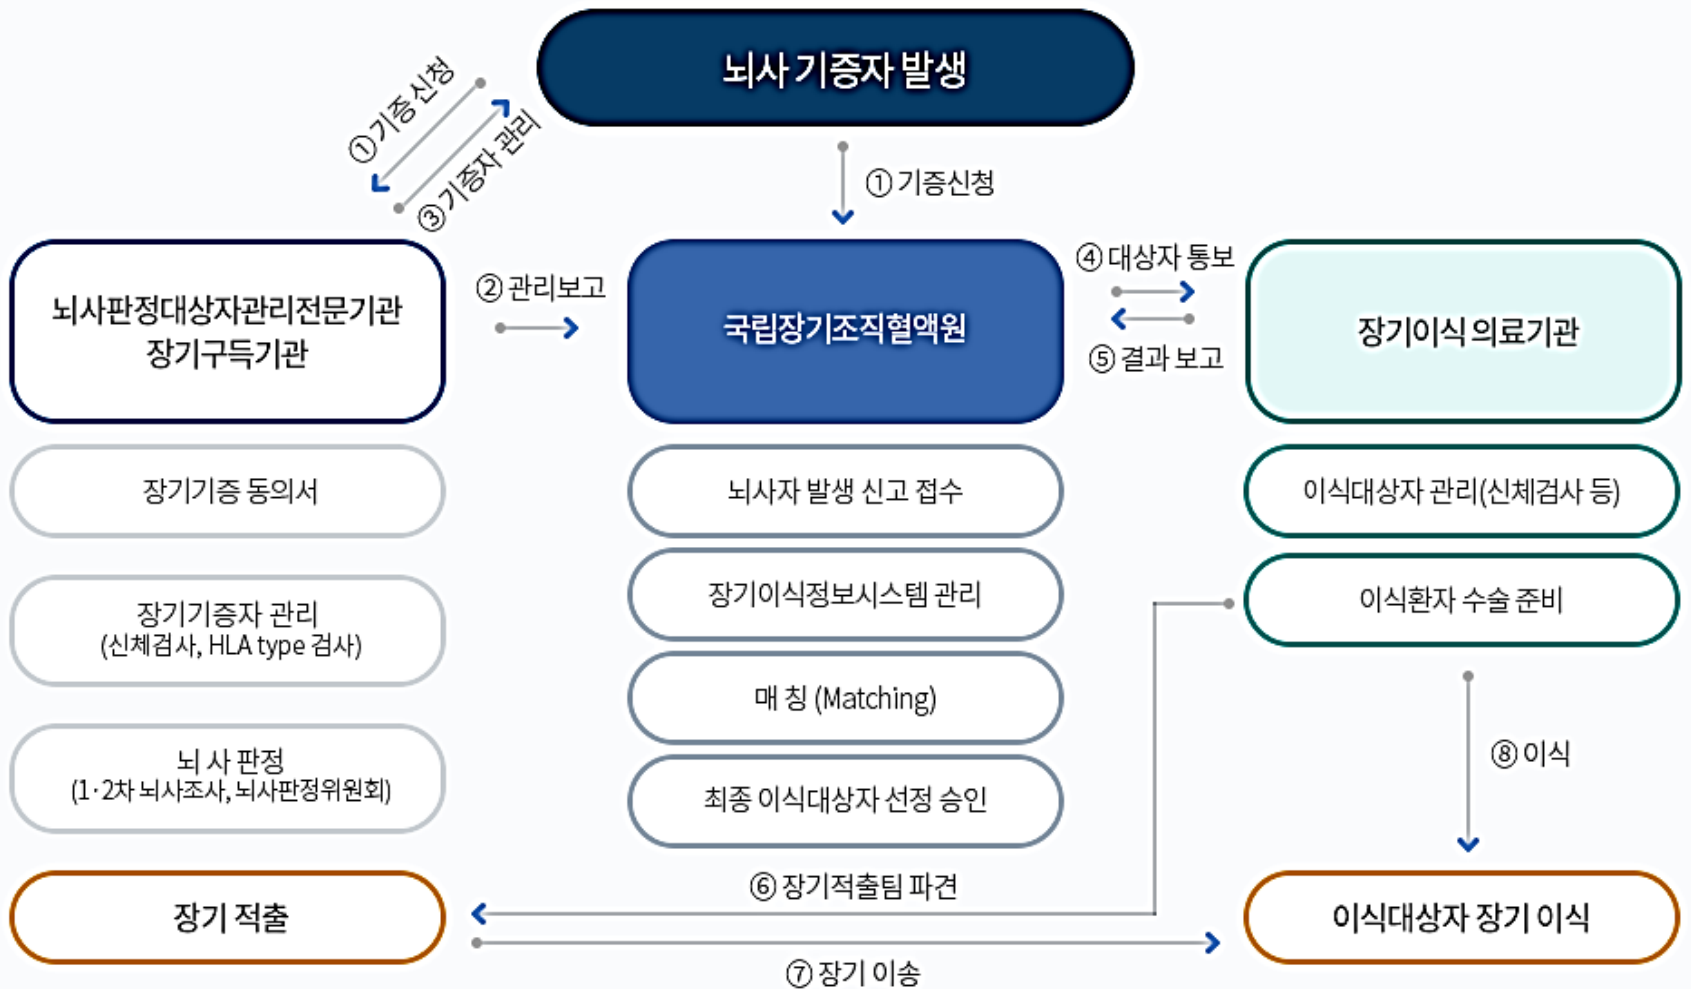 뇌사 기증자 발생
① 기증 신청
③ 기증자 관리
① 기증신청
뇌사판정대상자관리전문기관
장기구득기관
② 관리보고
국립장기조직혈액원
④ 대상자 통보
⑤ 결과 보고
장기이식 의료기관
장기기증 동의서
장기기증자 관리
(신체검사, HLA type 검사)
뇌 사 판정
(1·2차 뇌사조사, 뇌사판정위원회)
장기 적출
뇌사자 발생 신고 접수
장기이식정보시스템 관리
매 칭 (Matching)
최종 이식대상자 선정 승인
이식대상자 관리(신체검사 등)
이식환자 수술 준비
⑧ 이식
⑥ 장기적출팀 파견
⑦ 장기 이송
이식대상자 장기 이식